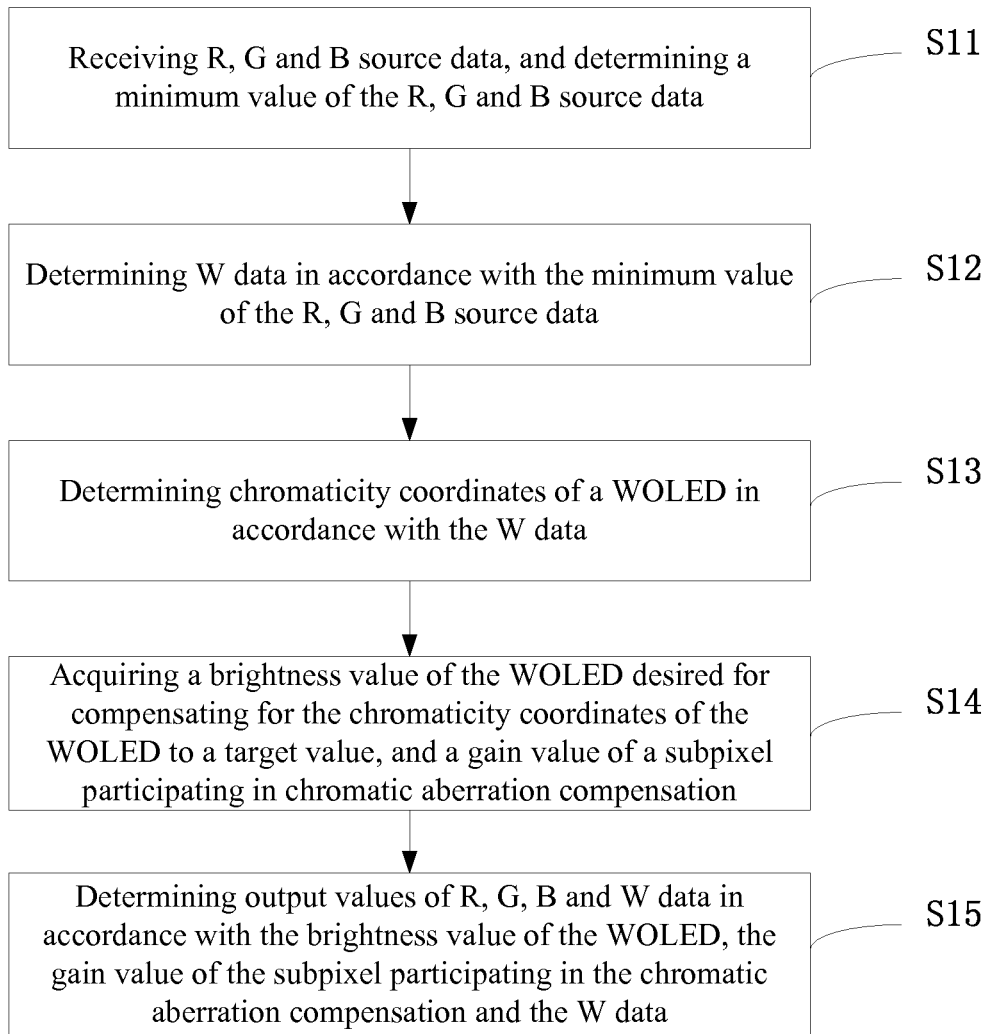 Receiving R, G and B source data, and determining a
minimum value of the R, G and B source data
S11
Determining W data in accordance with the minimum value
of the R, G and B source data
S12
Determining chromaticity coordinates of a WOLED in
accordance with the W data
S13
Acquiring a brightness value of the WOLED desired for
compensating for the chromaticity coordinates of the
WOLED to a target value, and a gain value of a subpixel
participating in chromatic aberration compensation
S14
Determining output values of R, G, B and W data in
accordance with the brightness value of the WOLED, the
gain value of the subpixel participating in the chromatic
aberration compensation and the W data
S15